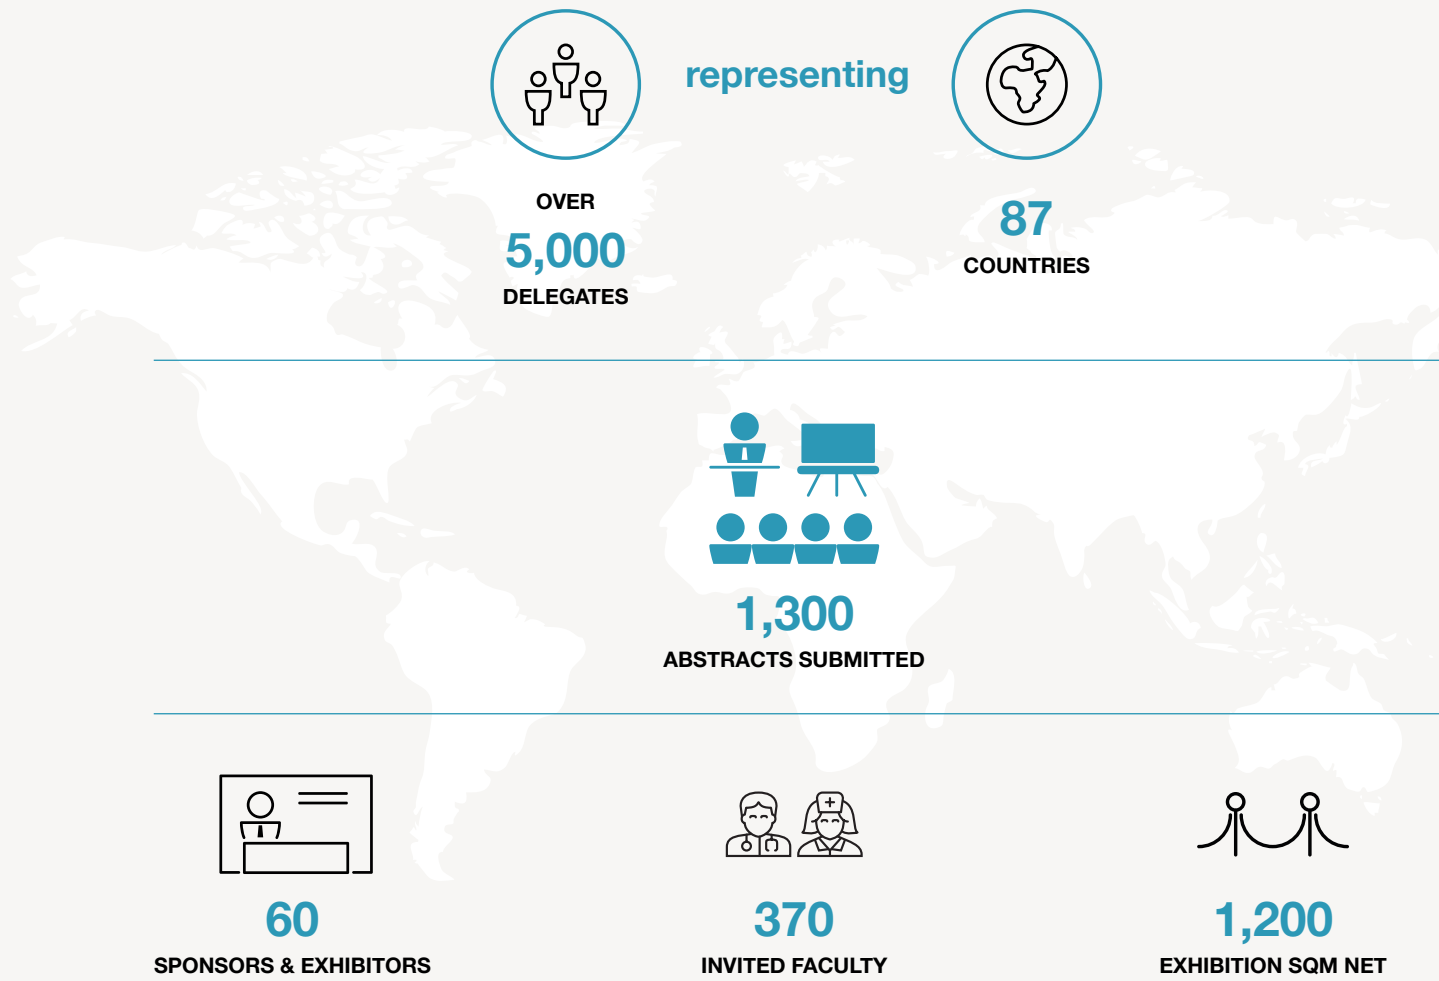 representing
OVER
5,000
DELEGATES
87
COUNTRIES
1,300
ABSTRACTS SUBMITTED
60
SPONSORS & EXHIBITORS
370
INVITED FACULTY
1,200
EXHIBITION SQM NET